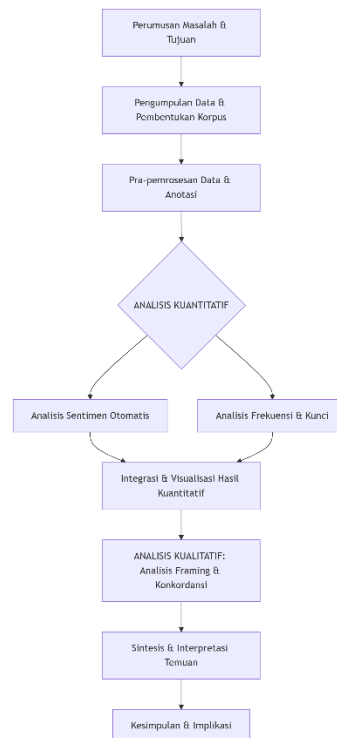 Perumusan Masalah &
Tujuan
Pengumpulan Data &
Pembentukan Korpus
Pra-pemrosesan Data &
Anotasi
ANALISIS KUANTITATIF
Analisis Sentimen Otomatis
Analisis Frekuensi & Kunci
Integrasi & Visualisasi Hasil
Kuantitatif
ANALISIS KUALITATIF:
Analisis Framing &
Konkordansi
Sintesis & Interpretasi
Temuan
Kesimpulan & Implikasi